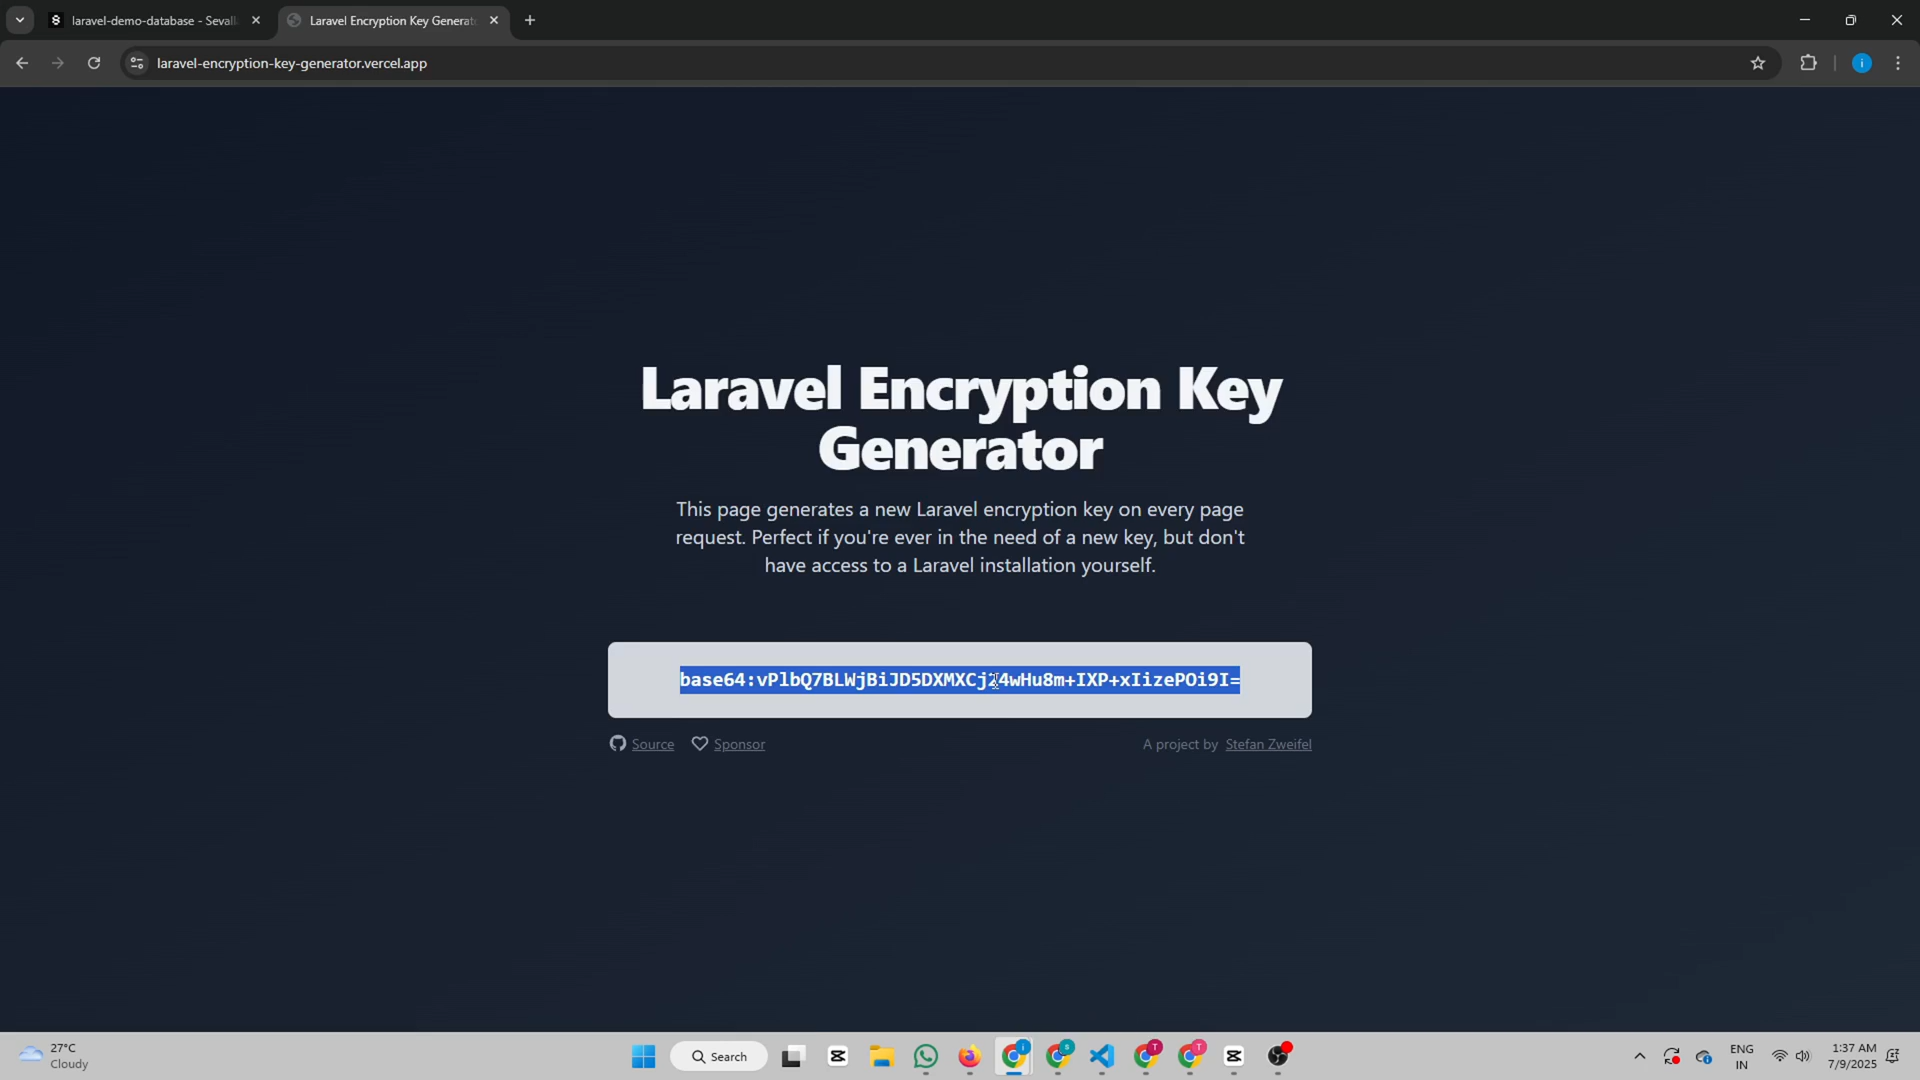 laravel-demo-database - Sevall
Laravel Encryption Key Generat
laravel-encryption-key-generator.vercel.app
Laravel Encryption Key
Generator
This page generates a new Laravel encryption key on every page
request. Perfect if you're ever in the need of a new key, but don't
have access to a Laravel installation yourself.
base64:vPlbQ7BLWjBiJD5DXMXCj24wHu8m+IXP+xIizePOi9I=
Source
Sponsor
A project by Stefan Zweifel
27°C
Cloudy
Search
ENG
IN
1:37 AM
7/9/2025